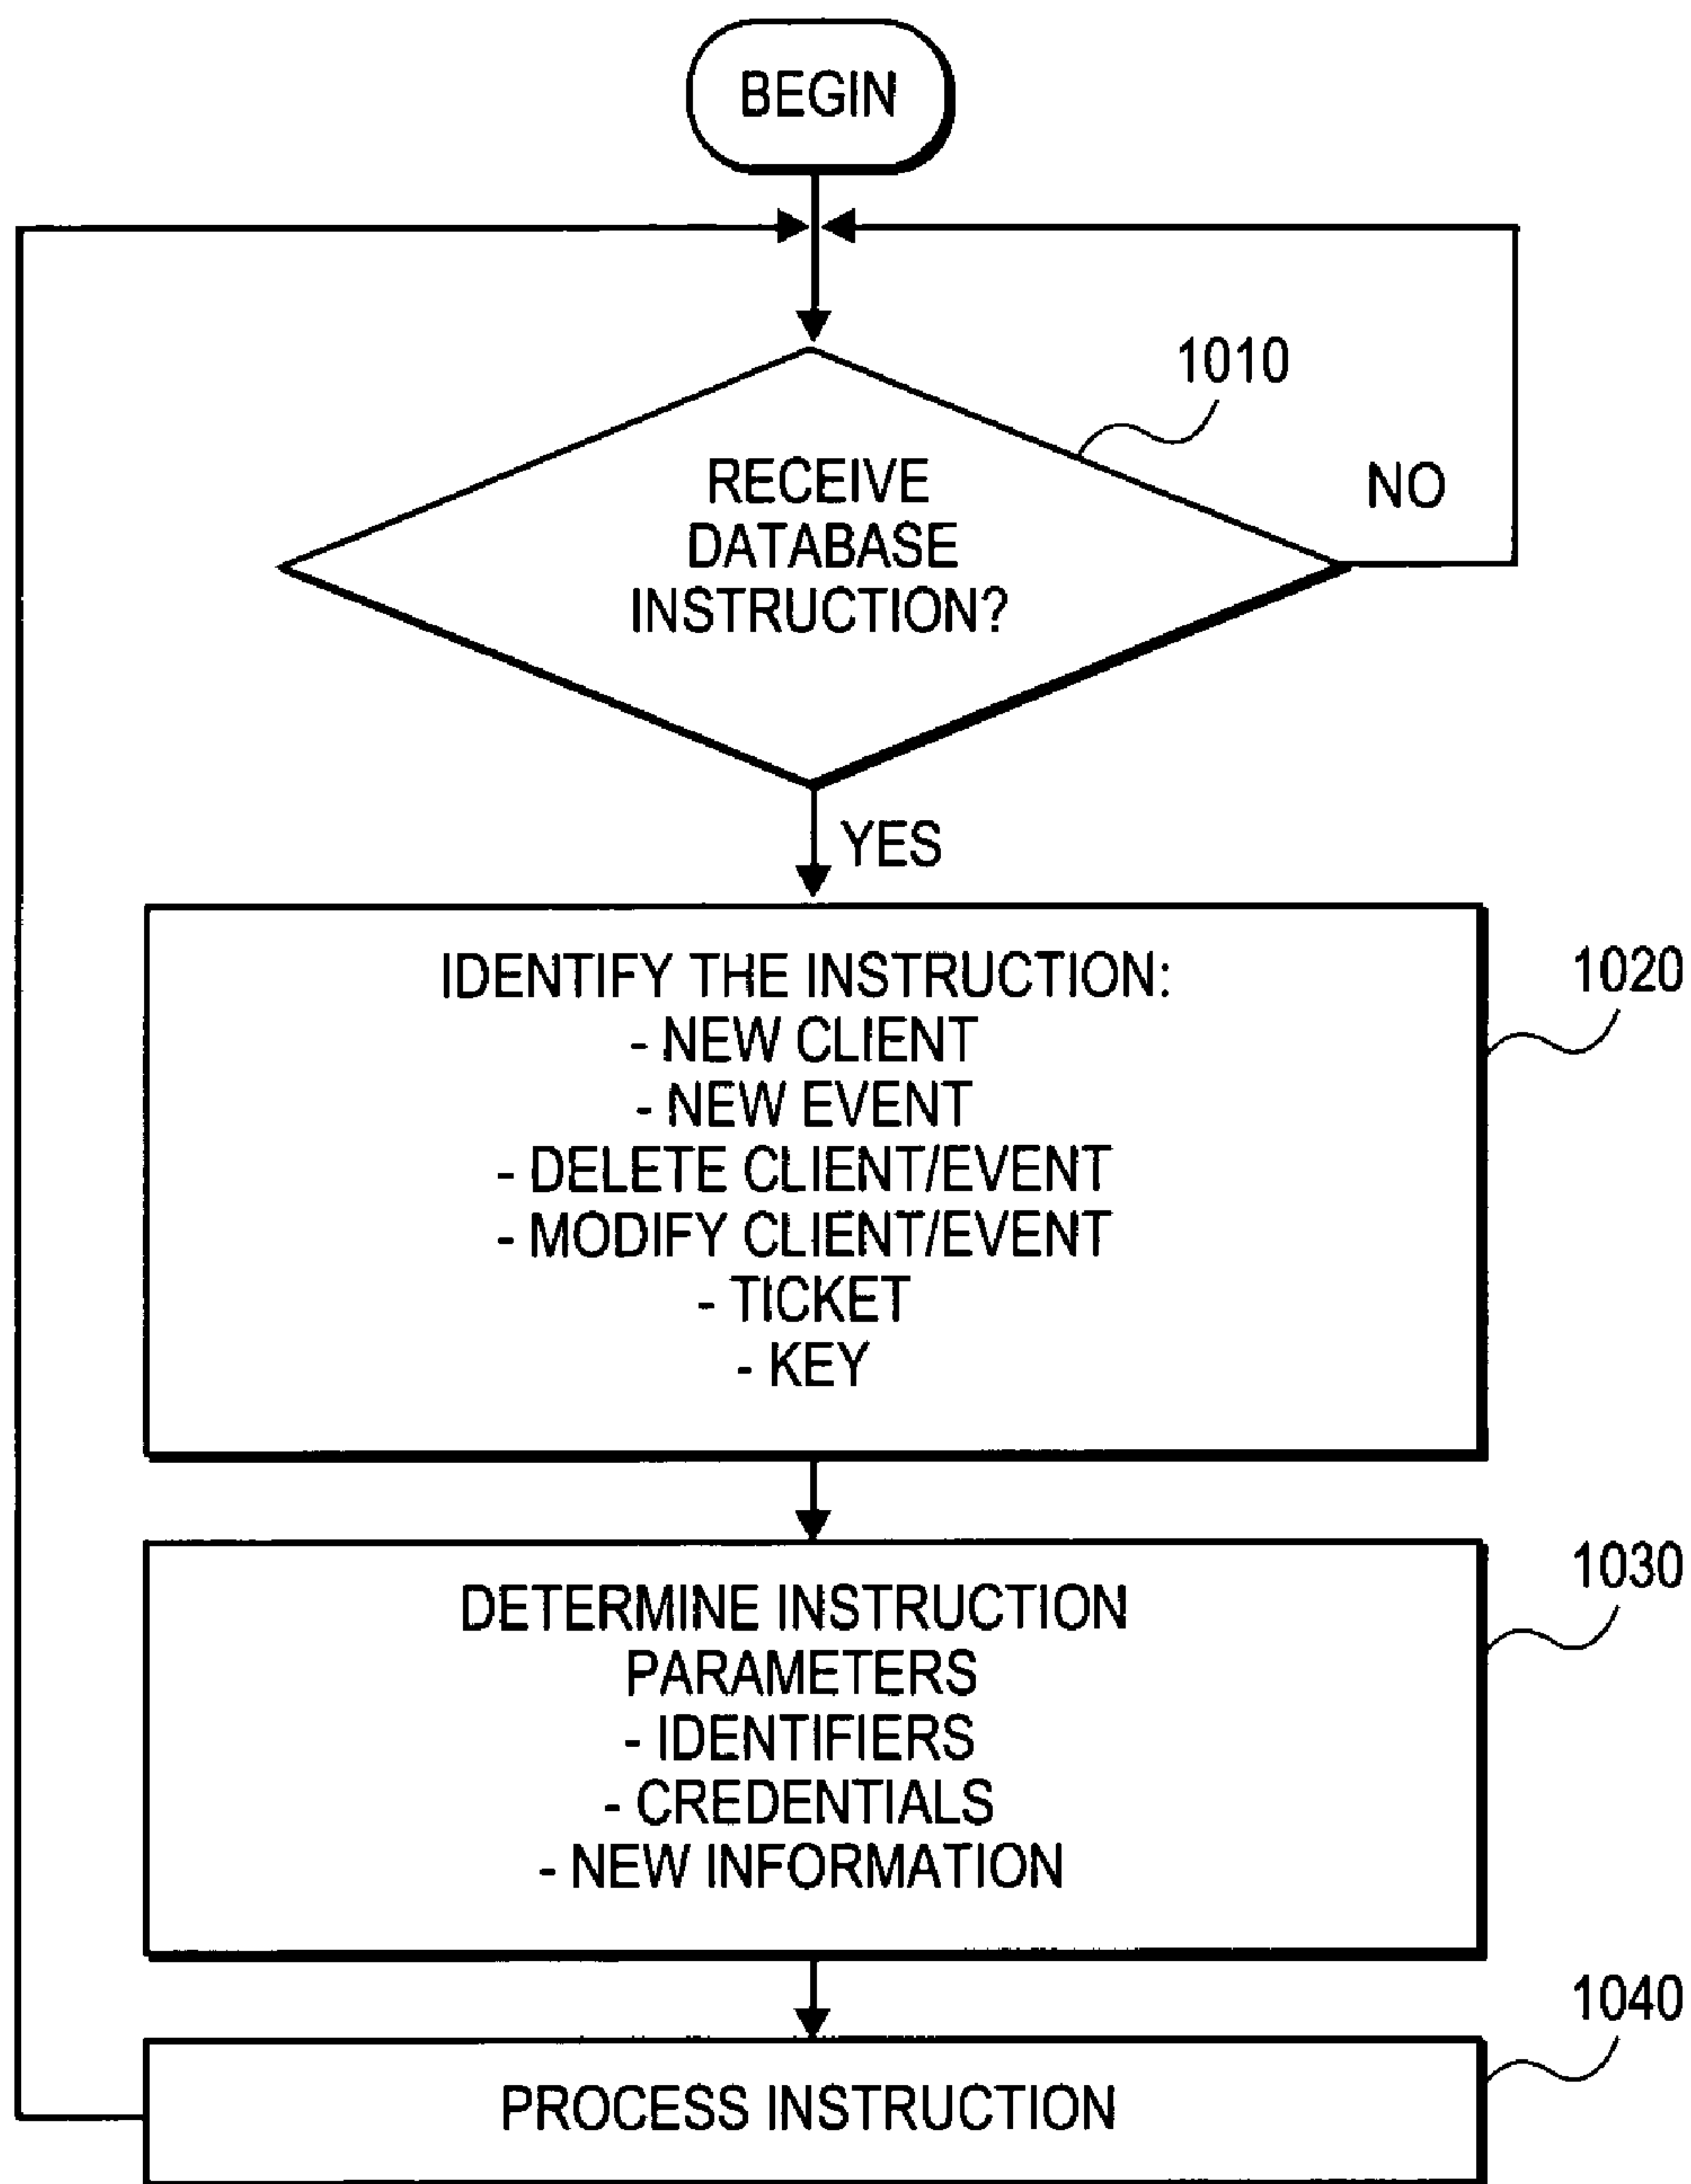 BEGIN
1010
RECEIVE
DATABASE
INSTRUCTION?
NO
YES
1020
IDENTIFY THE INSTRUCTION:
- NEW CLIENT
- NEW EVENT
- DELETE CLIENT/EVENT
- MODIFY CLIENT/EVENT
- TICKET
- KEY
1030
DETERMINE INSTRUCTION
PARAMETERS
- IDENTIFIERS
- CREDENTIALS
- NEW INFORMATION
1040
PROCESS INSTRUCTION